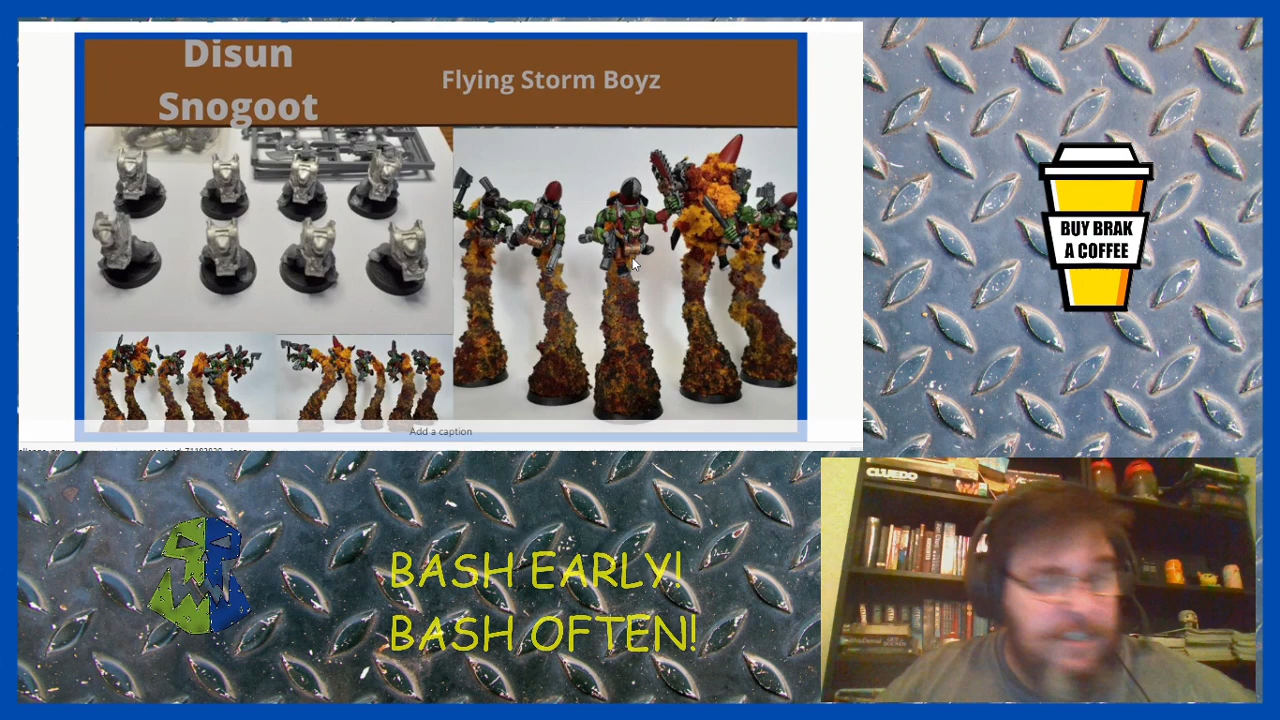 Disun
Snogoot
Flying Storm Boyz
BUY BRAK
A COFFEE
Add a caption
CLUEDO
BASH EARLY!
BASH OFTEN!